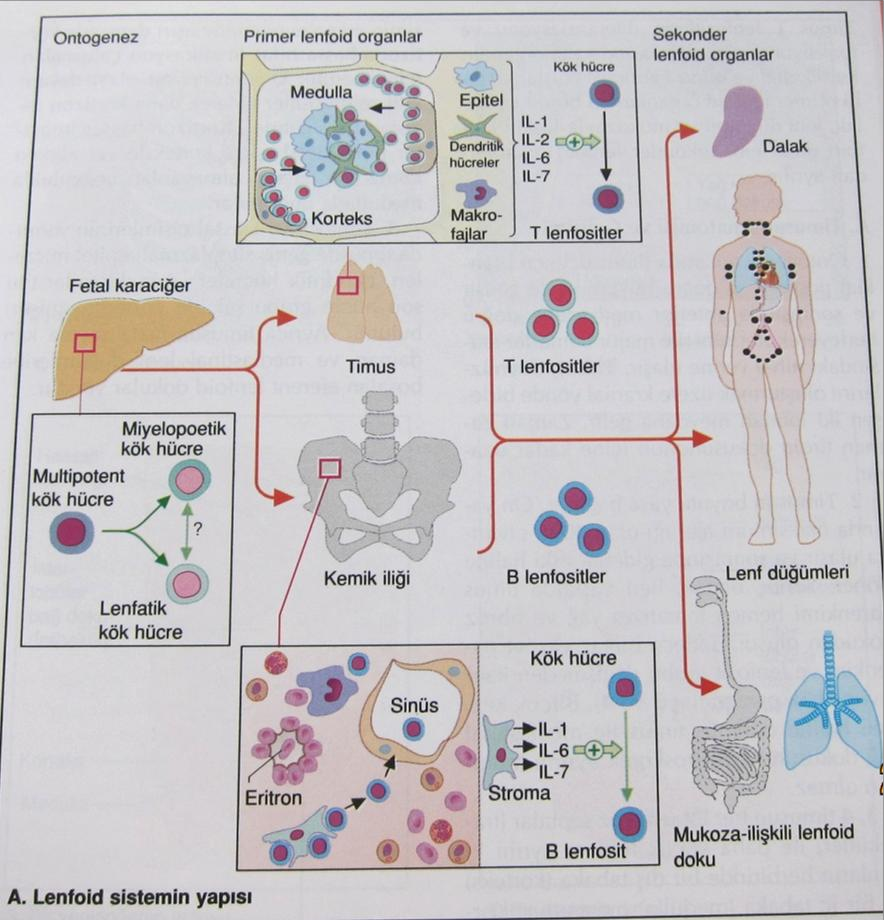 Ontogenez
Primer lenfoid organlar
Sekonder
lenfoid organlar
Medulla
Korteks
Epitel
Dendritik
hücreler
Makro-
fajlar
IL-1
IL-2
IL-6
IL-7
+
Kök hücre
T lenfositler
Dalak
Fetal karaciğer
Timus
T lenfositler
Miyelopoetik
kök hücre
Multipotent
kök hücre
?
Lenfatik
kök hücre
Kemik iliği
B lenfositler
Lenf düğümleri
Sinüs
Eritron
Kök hücre
IL-1
IL-6
IL-7
+
Stroma
B lenfosit
Mukoza-ilişkili lenfoid
doku
A. Lenfoid sistemin yapısı